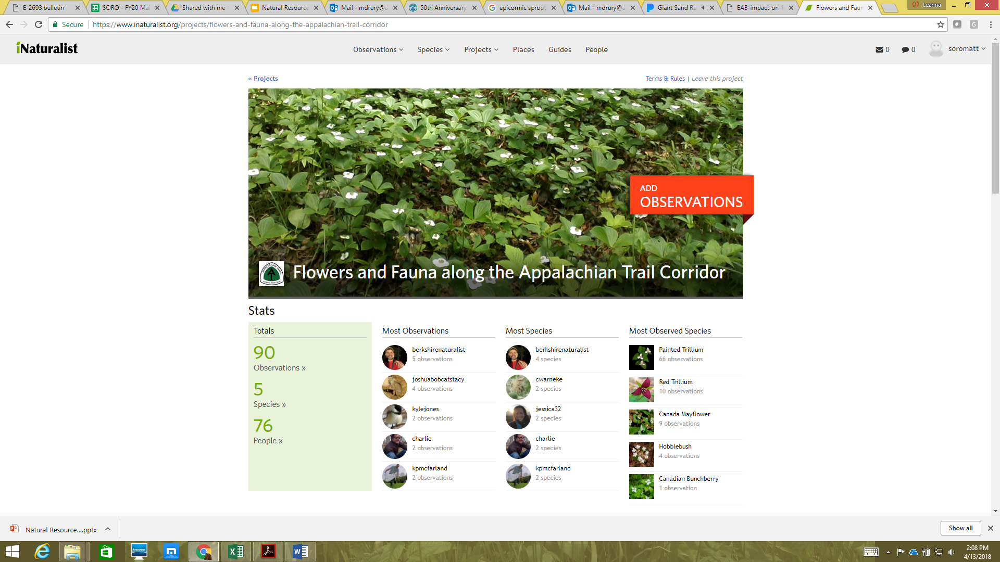 E-2693.bulletin
SORO - FY20 Mai
Shared with me -
Natural Resource
Mail - mdrury@a
50th Anniversary
epicormic sprout
Mail - mdrury@a
Giant Sand Ra
EAB-impact-on-f
Flowers and Faun
Leanna
Secure
https://www.inaturalist.org/projects/flowers-and-fauna-along-the-appalachian-trail-corridor
iNaturalist
Observations
Species
Projects
Places
Guides
People
0
0
soromatt
« Projects
Terms & Rules | Leave this project
ADD
OBSERVATIONS
Flowers and Fauna along the Appalachian Trail Corridor
Stats
Totals
90
Observations »
5
Species »
76
People »
Most Observations
berkshirenaturalist
5 observations
joshuabobcatstacy
4 observations
kylejones
2 observations
charlie
2 observations
kpmcfarland
2 observations
Most Species
berkshirenaturalist
4 species
cwarneke
2 species
jessica32
2 species
charlie
2 species
kpmcfarland
2 species
Most Observed Species
Painted Trillium
66 observations
Red Trillium
10 observations
Canada Mayflower
9 observations
Hobblebush
4 observations
Canadian Bunchberry
1 observation
Natural Resource....pptx
Show all
lenovo
2:08 PM
4/13/2018